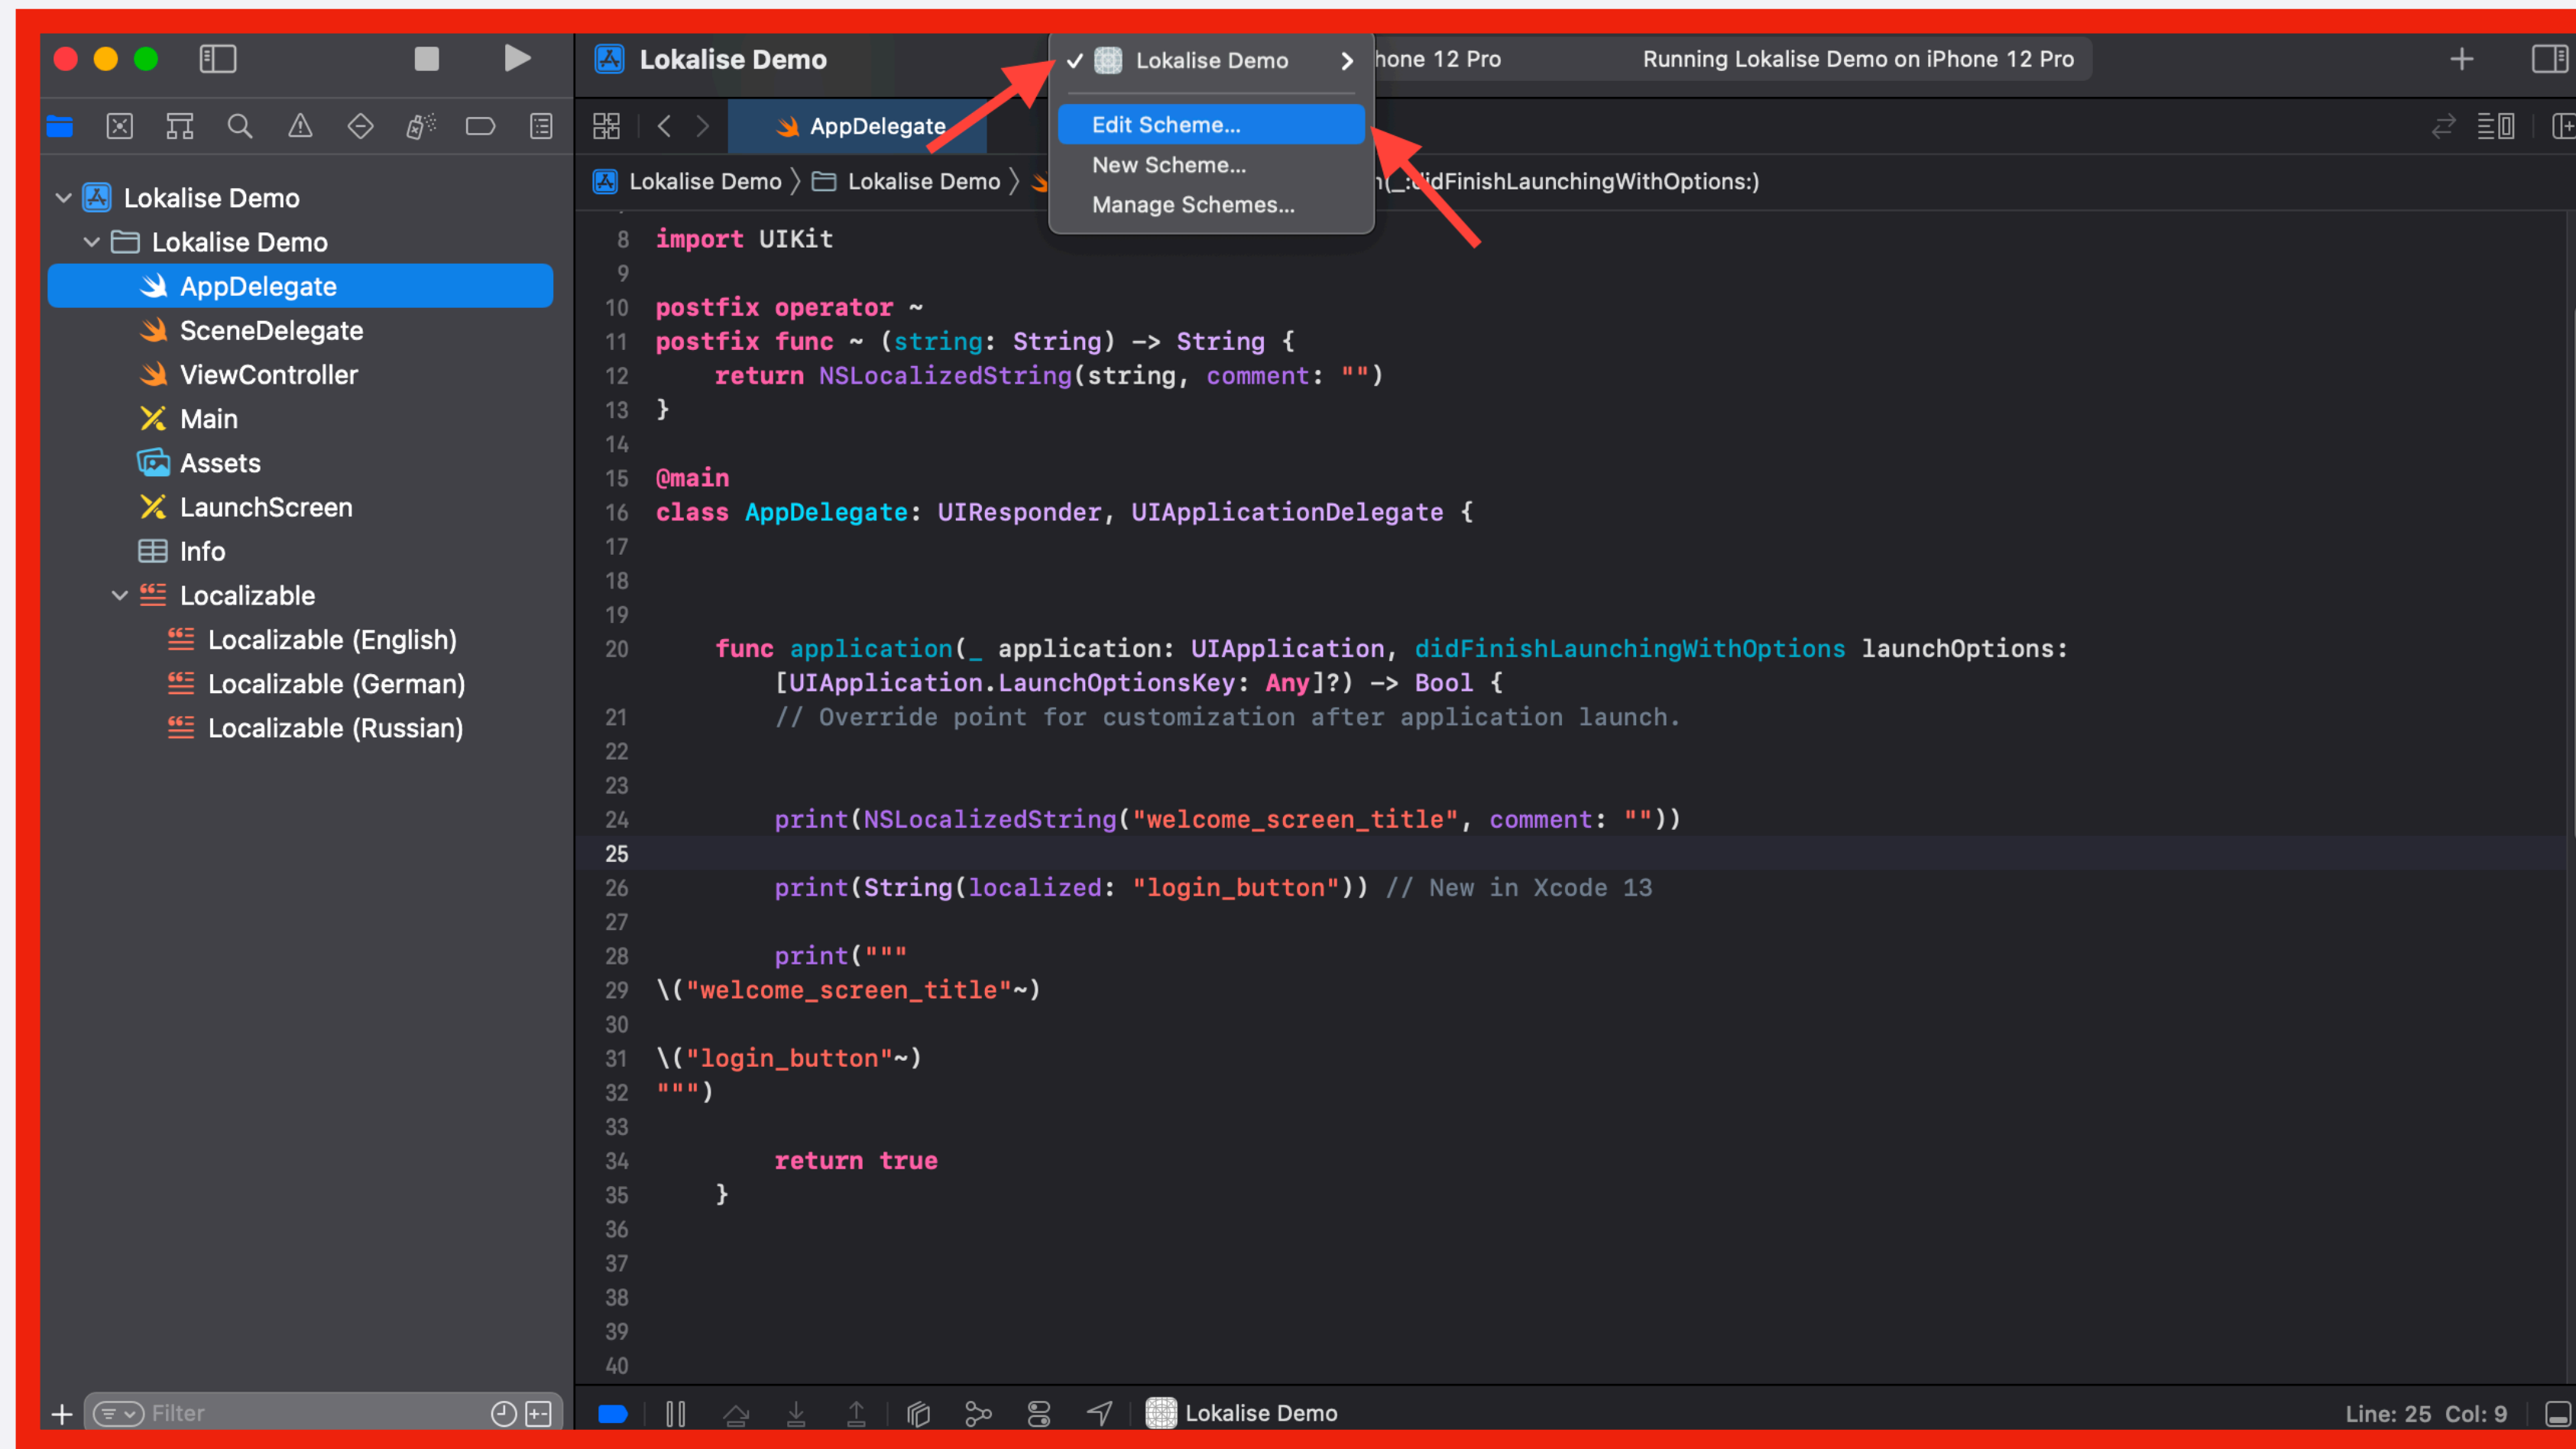 Lokalise Demo
Lokalise Demo
hone 12 Pro
Running Lokalise Demo on iPhone 12 Pro
Edit Scheme...
New Scheme...
Manage Schemes...
AppDelegate
Lokalise Demo
Lokalise Demo
(_:didFinishLaunchingWithOptions:)
Lokalise Demo
Lokalise Demo
AppDelegate
SceneDelegate
ViewController
Main
Assets
LaunchScreen
Info
Localizable
Localizable (English)
Localizable (German)
Localizable (Russian)
Filter
8 import UIKit
9
10 postfix operator ~
11 postfix func ~ (string: String) -> String {
12 return NSLocalizedString(string, comment: "")
13 }
14
15 @main
16 class AppDelegate: UIResponder, UIApplicationDelegate {
17
18
19
20 func application(_ application: UIApplication, didFinishLaunchingWithOptions launchOptions:
[UIApplication.LaunchOptionsKey: Any]?) -> Bool {
21 // Override point for customization after application launch.
22
23
24 print(NSLocalizedString("welcome_screen_title", comment: ""))
25
26 print(String(localized: "login_button")) // New in Xcode 13
27
28 print("""
29 \("welcome_screen_title"~)
30
31 \("login_button"~)
32 """)
33
34 return true
35 }
36
37
38
39
40
Lokalise Demo
Line: 25 Col: 9